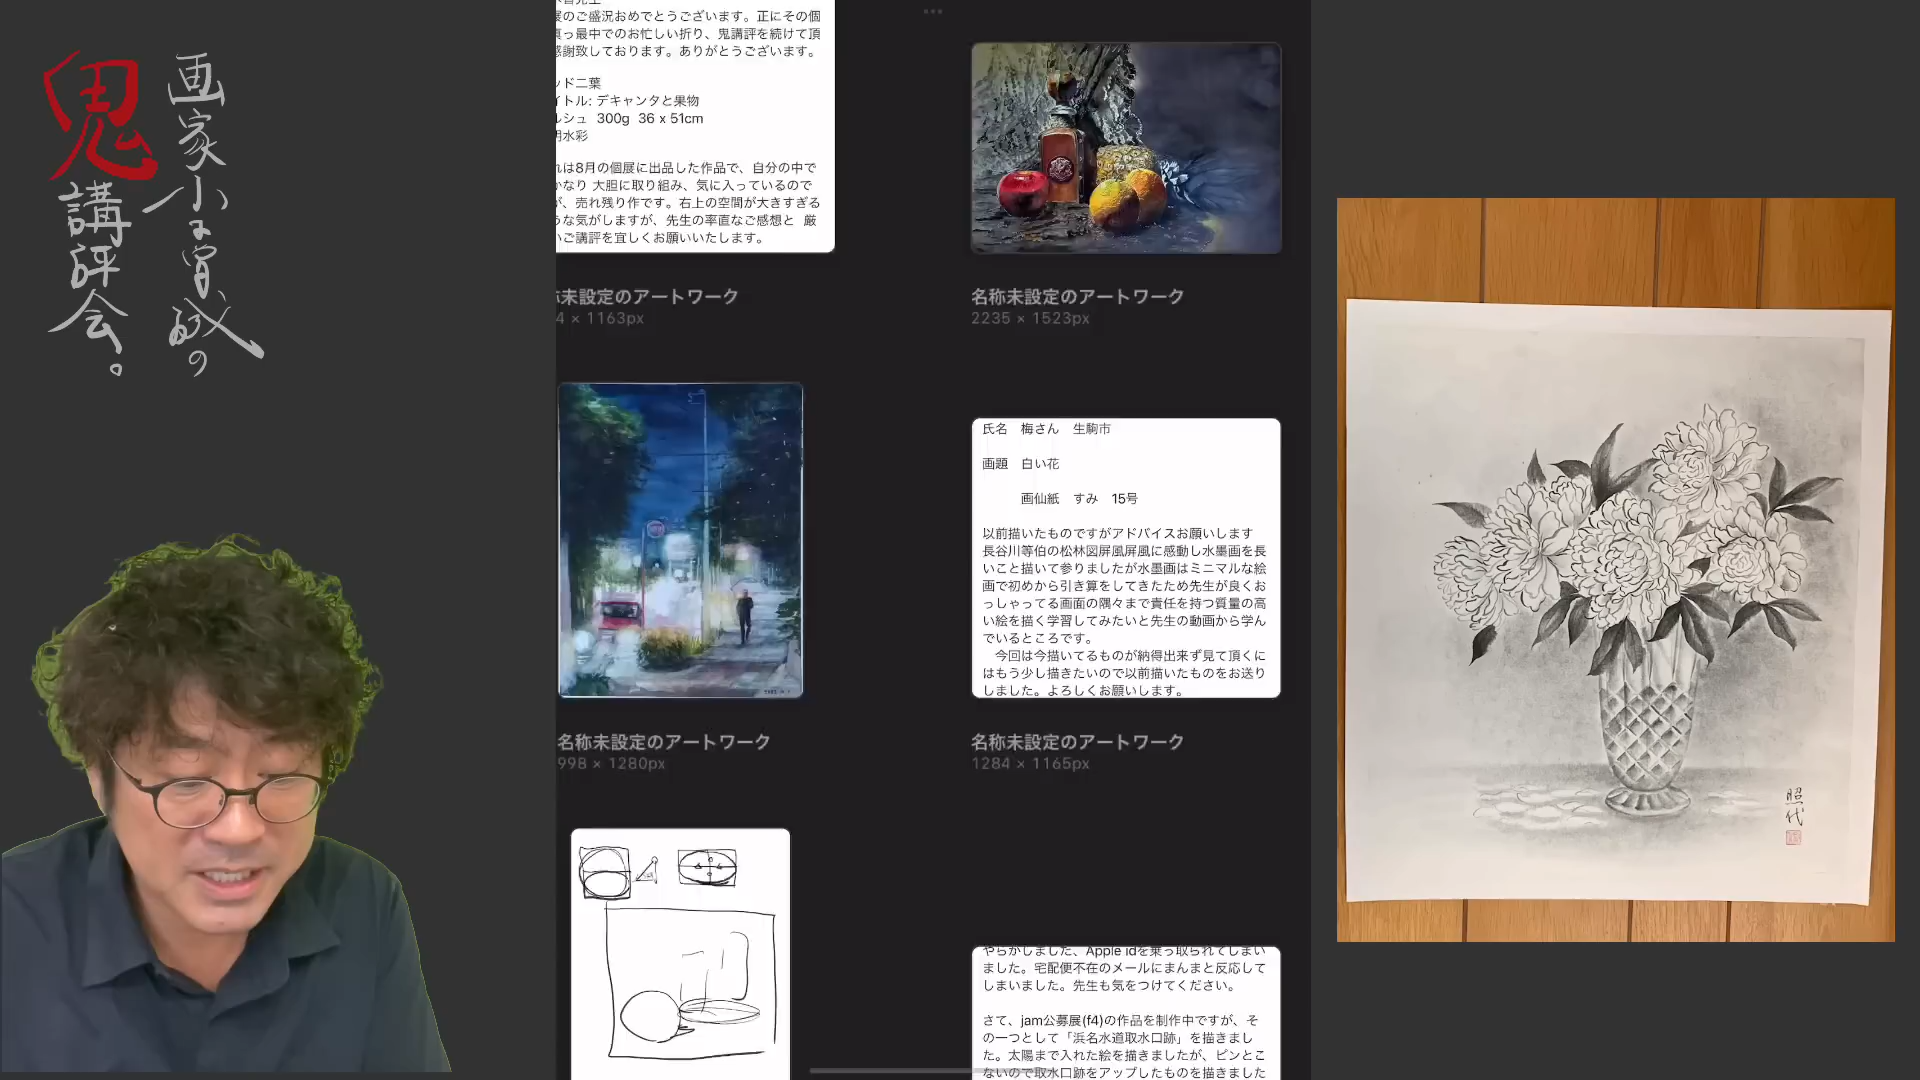 画家小木曽誠の
鬼講評会。
展のご盛況おめでとうございます。正にその個
真っ最中でのお忙しい折り、鬼講評を続けて頂
感謝致しております。ありがとうございます。
ッド二葉
イトル: デキャンタと果物
ルシュ 300g 36 x 51cm
明水彩
れは8月の個展に出品した作品で、自分の中で
かなり 大胆に取り組み、気に入っているので
が、売れ残り作です。右上の空間が大きすぎる
うな気がしますが、先生の率直なご感想と 厳
いご講評を宜しくお願いいたします。
称未設定のアートワーク
4 × 1163px
名称未設定のアートワーク
2235 × 1523px
名称未設定のアートワーク
998 × 1280px
氏名 梅さん 生駒市
画題 白い花
画仙紙 すみ 15号
以前描いたものですがアドバイスお願いします
長谷川等伯の松林図屏風屏風に感動し水墨画を長
いこと描いて参りましたが水墨画はミニマルな絵
画で初めから引き算をしてきたため先生が良くお
っしゃってる画面の隅々まで責任を持つ質量の高
い絵を描く学習してみたいと先生の動画から学ん
でいるところです。
今回は今描いてるものが納得出来ず見て頂くに
はもう少し描きたいので以前描いたものをお送り
しました。よろしくお願いします。
名称未設定のアートワーク
1284 × 1165px
やらかしました、Apple idを乗っ取られてしまい
ました。宅配便不在のメールにまんまと反応して
しまいました。先生も気をつけてください。
さて、jam公募展(f4)の作品を制作中ですが、そ
の一つとして「浜名水道取水口跡」を描きまし
た。太陽まで入れた絵を描きましたが、ピンとこ
ないので取水口跡をアップしたものを描きました
照代